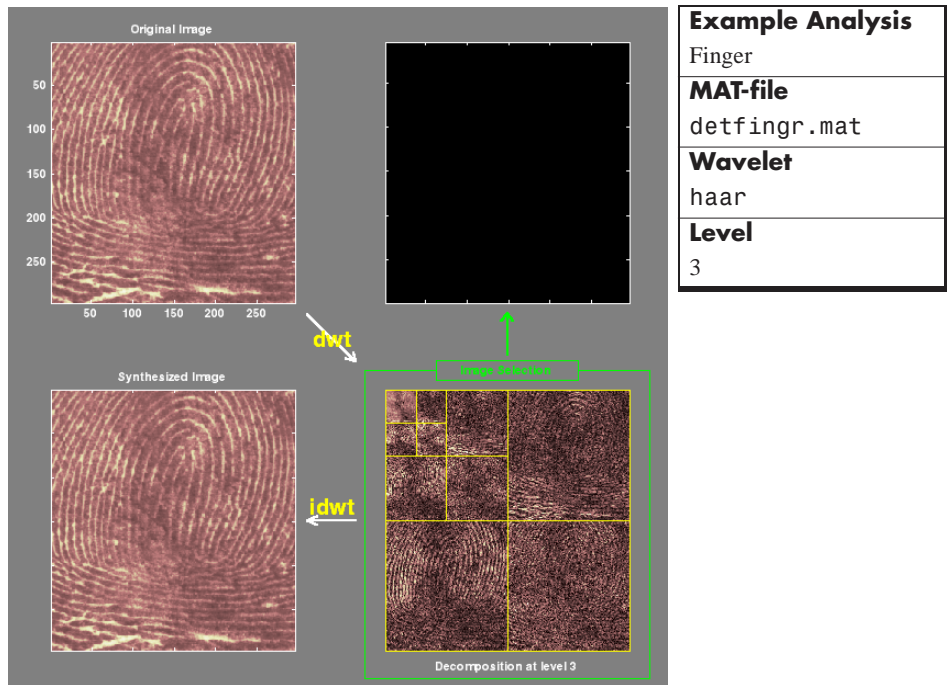 Original Image
50
100
150
200
250
50 100 150 200 250
dwt
Image Selection
Synthesized Image
idwt
Decomposition at level 3
Example Analysis
Finger
MAT-file
detfingr.mat
Wavelet
haar
Level
3